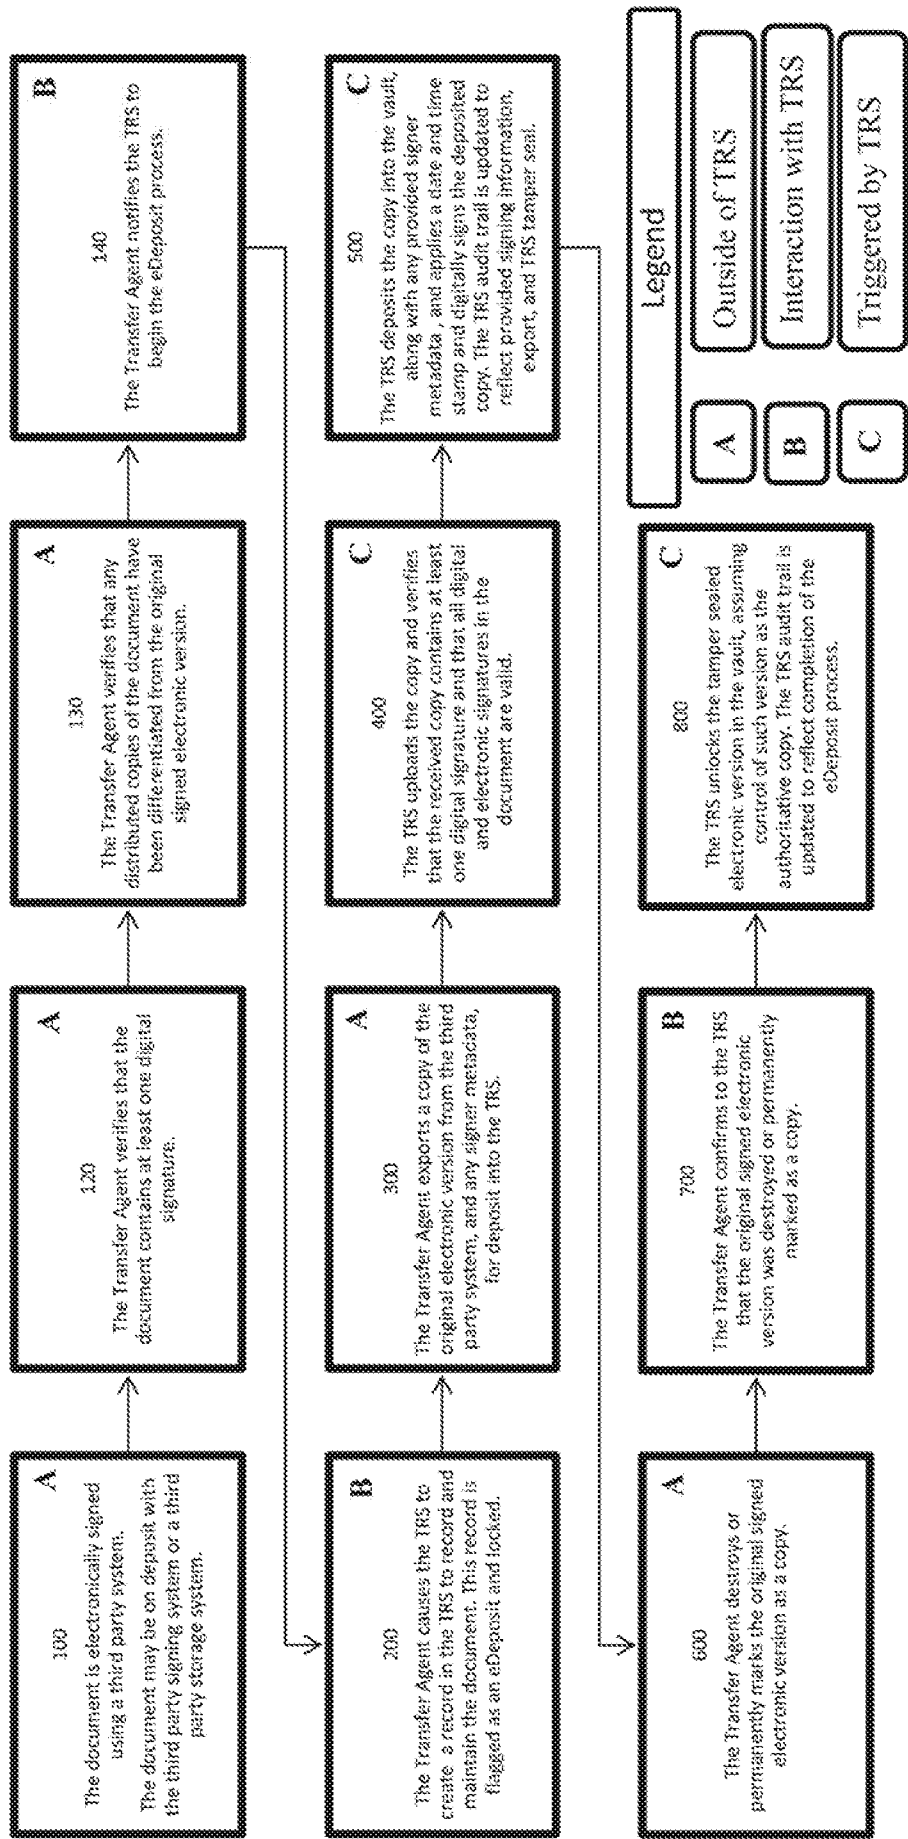 100
A
The document is electronically signed
using a third party system.
The document may be on deposit with
the third party signing system or a third
party storage system.
120
A
The Transfer Agent verifies that the
document contains at least one digital
signature.
130
A
The Transfer Agent verifies that any
distributed copies of the document have
been differentiated from the original
signed electronic version.
140
B
The Transfer Agent notifies the TRS to
begin the eDeposit process.
200
B
The Transfer Agent causes the TRS to
create a record in the TRS to record and
maintain the document. This record is
flagged as an eDeposit and locked.
300
A
The Transfer Agent exports a copy of the
original electronic version from the third
party system, and any signer metadata,
for deposit into the TRS.
400
C
The TRS uploads the copy and verifies
that the received copy contains at least
one digital signature and that all digital
and electronic signatures in the
document are valid.
500
C
The TRS deposits the copy into the vault,
along with any provided signer
metadata , and applies a date and time
stamp and digitally signs the deposited
copy. The TRS audit trail is updated to
reflect provided signing information,
export, and TRS tamper seal.
600
A
The Transfer Agent destroys or
permanently marks the original signed
electronic version as a copy.
700
B
The Transfer Agent confirms to the TRS
that the original signed electronic
version was destroyed or permanently
marked as a copy.
800
C
The TRS unlocks the tamper sealed
electronic version in the vault, assuming
control of such version as the
authoritative copy. The TRS audit trail is
updated to reflect completion of the
eDeposit process.
Legend
A
Outside of TRS
B
Interaction with TRS
C
Triggered by TRS